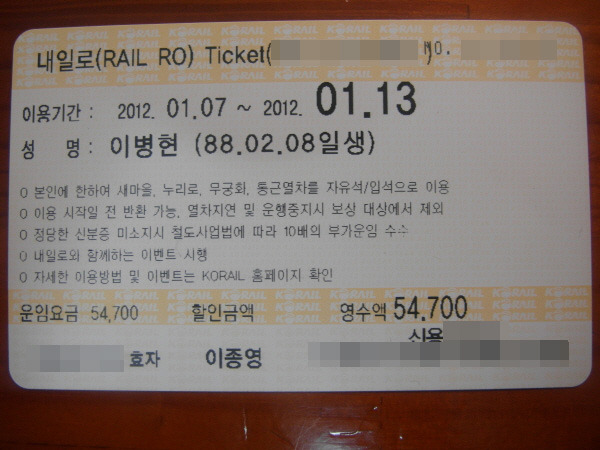 내일로(RAIL RO) Ticket( NO.
이용기간 : 2012. 01.07 ~ 2012. 01.13
성 명 : 이병현 (88.02.08일생)
O 본인에 한하여 새마을, 누리로, 무궁화, 통근열차를 자유석/입석으로 이용
O 이용 시작일 전 반환 가능, 열차지연 및 운행중지시 보상 대상에서 제외
O 정당한 신분증 미소지시 철도사업법에 따라 10배의 부가운임 수수
O 내일로와 함께하는 이벤트 시행
O 자세한 이용방법 및 이벤트는 KORAIL 홈페이지 확인
운임요금 54,700 할인금액 영수액 54,700
신용
효자 이종영